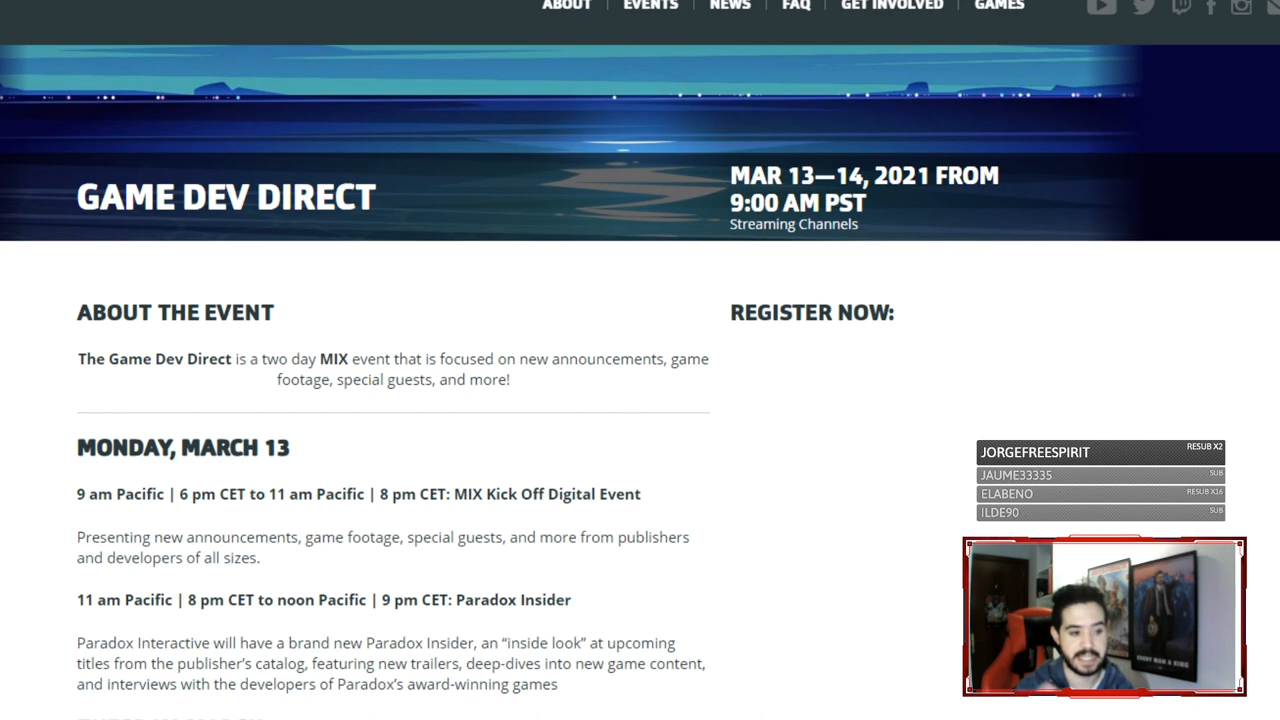 ABOUT
EVENTS
NEWS
FAQ
GET INVOLVED
GAMES
GAME DEV DIRECT
MAR 13—14, 2021 FROM
9:00 AM PST
Streaming Channels
ABOUT THE EVENT
REGISTER NOW:
The Game Dev Direct is a two day MIX event that is focused on new announcements, game
footage, special guests, and more!
MONDAY, MARCH 13
9 am Pacific | 6 pm CET to 11 am Pacific | 8 pm CET: MIX Kick Off Digital Event
Presenting new announcements, game footage, special guests, and more from publishers
and developers of all sizes.
11 am Pacific | 8 pm CET to noon Pacific | 9 pm CET: Paradox Insider
Paradox Interactive will have a brand new Paradox Insider, an “inside look” at upcoming
titles from the publisher’s catalog, featuring new trailers, deep-dives into new game content,
and interviews with the developers of Paradox’s award-winning games
JORGEFREESPIRIT RESUB X2
JAUME33335 SUB
ELABENO RESUB X16
ILDE90 SUB
EVERY MAN A KING